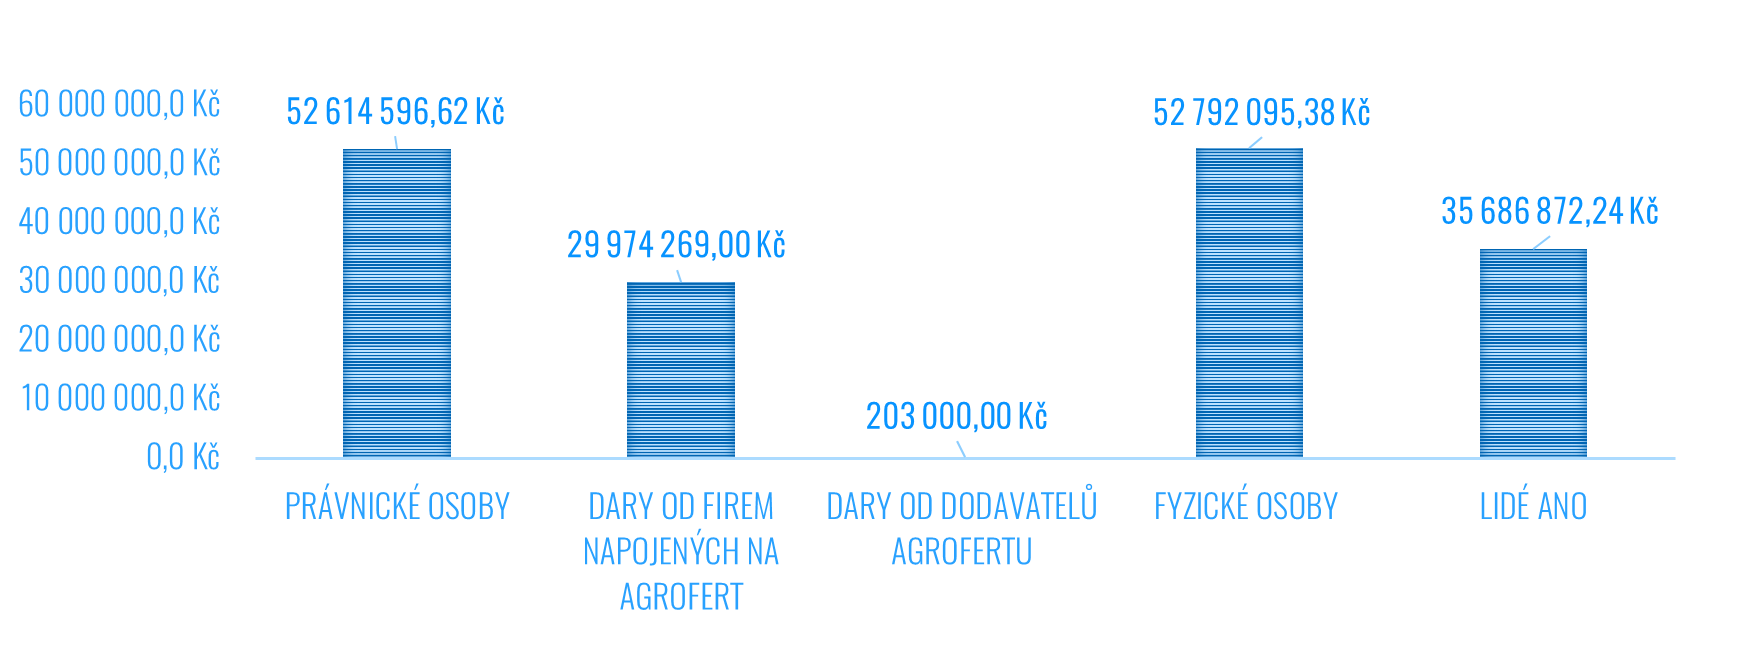 60 000 000,0 Kč
50 000 000,0 Kč
40 000 000,0 Kč
30 000 000,0 Kč
20 000 000,0 Kč
10 000 000,0 Kč
0,0 Kč
52 614 596,62 Kč
29 974 269,00 Kč
203 000,00 Kč
52 792 095,38 Kč
35 686 872,24 Kč
PRÁVNICKÉ OSOBY
DARY OD FIREM
NAPOJENÝCH NA
AGROFERT
DARY OD DODAVATELŮ
AGROFERTU
FYZICKÉ OSOBY
LIDÉ ANO